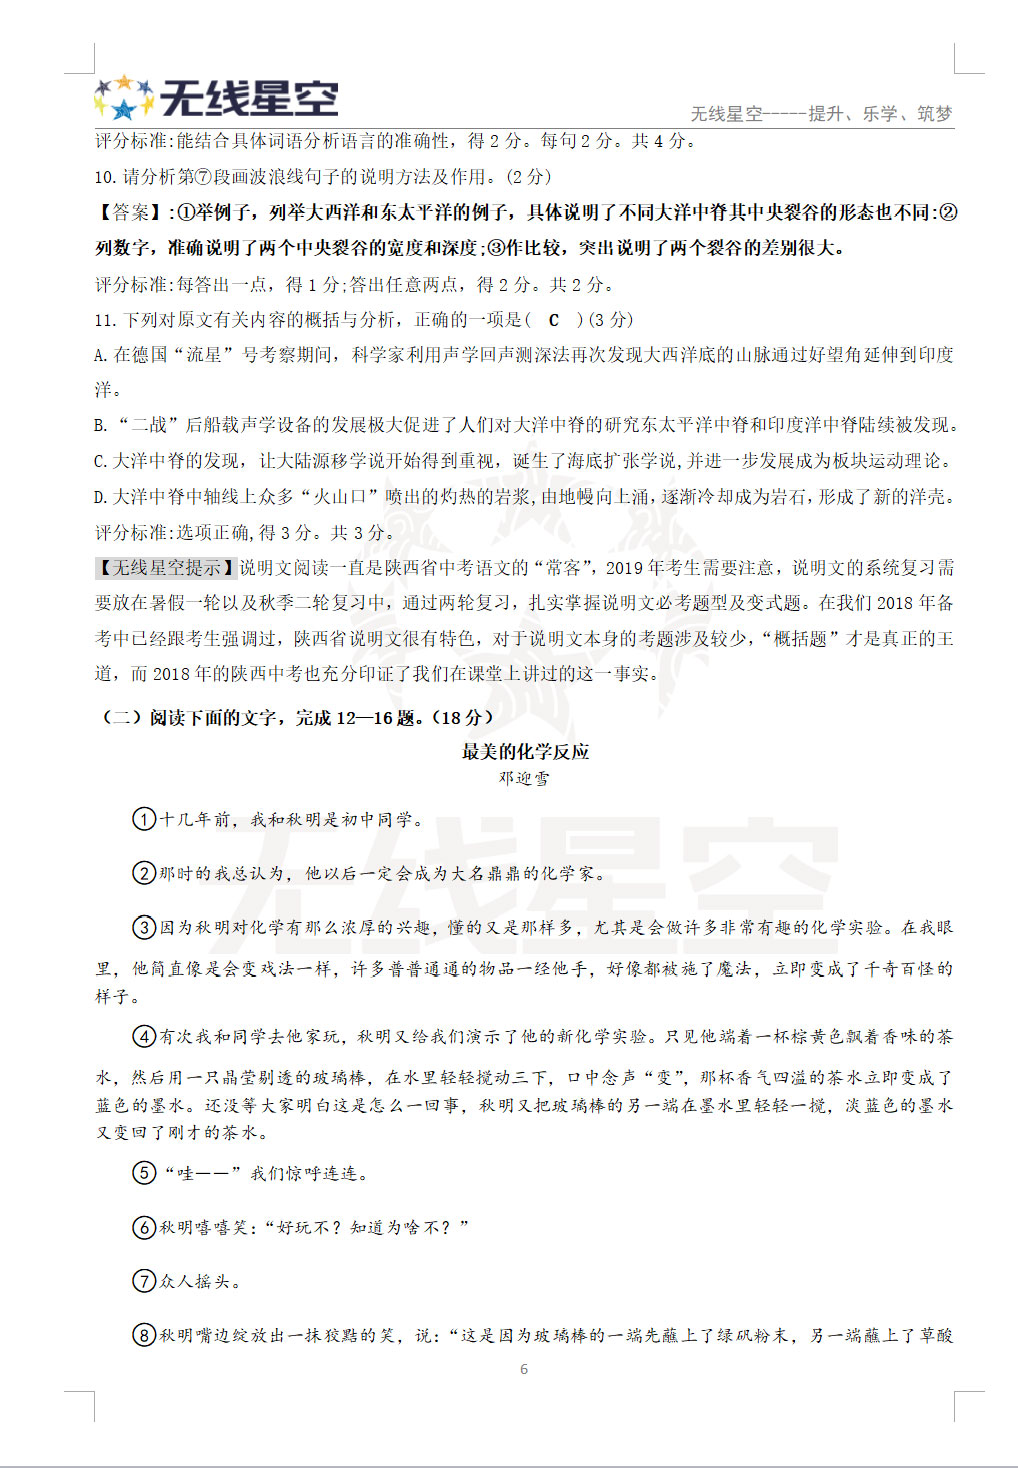 无线星空
无线星空-----提升、乐学、筑梦
评分标准:能结合具体词语分析语言的准确性，得 2 分。每句 2 分。共 4 分。
10. 请分析第⑦段画波浪线句子的说明方法及作用。(2 分)
【答案】:①举例子，列举大西洋和东太平洋的例子，具体说明了不同大洋中脊其中央裂谷的形态也不同:②
列数字，准确说明了两个中央裂谷的宽度和深度;③作比较，突出说明了两个裂谷的差别很大。
评分标准:每答出一点，得 1 分;答出任意两点，得 2 分。共 2 分。
11. 下列对原文有关内容的概括与分析，正确的一项是( C )(3 分)
A. 在德国“流星”号考察期间，科学家利用声学回声测深法再次发现大西洋底的山脉通过好望角延伸到印度
洋。
B. “二战”后船载声学设备的发展极大促进了人们对大洋中脊的研究东太平洋中脊和印度洋中脊陆续被发现。
C. 大洋中脊的发现，让大陆源移学说开始得到重视，诞生了海底扩张学说,并进一步发展成为板块运动理论。
D. 大洋中脊中轴线上众多“火山口”喷出的灼热的岩浆,由地幔向上涌,逐渐冷却成为岩石,形成了新的洋壳。
评分标准:选项正确,得 3 分。共 3 分。
【无线星空提示】说明文阅读一直是陕西省中考语文的“常客”，2019 年考生需要注意，说明文的系统复习需
要放在暑假一轮以及秋季二轮复习中，通过两轮复习，扎实掌握说明文必考题型及变式题。在我们 2018 年备
考中已经跟考生强调过，陕西省说明文很有特色，对于说明文本身的考题涉及较少，“概括题”才是真正的王
道，而 2018 年的陕西中考也充分印证了我们在课堂上讲过的这一事实。
（二）阅读下面的文字，完成 12—16 题。（18 分）
最美的化学反应
邓迎雪
①十几年前，我和秋明是初中同学。
②那时的我总认为，他以后一定会成为大名鼎鼎的化学家。
③因为秋明对化学有那么浓厚的兴趣，懂的又是那样多，尤其是会做许多非常有趣的化学实验。在我眼
里，他简直像是会变戏法一样，许多普普通通的物品一经他手，好像都被施了魔法，立即变成了千奇百怪的
样子。
④有次我和同学去他家玩，秋明又给我们演示了他的新化学实验。只见他端着一杯棕黄色飘着香味的茶
水，然后用一只晶莹剔透的玻璃棒，在水里轻轻搅动三下，口中念声“变”，那杯香气四溢的茶水立即变成了
蓝色的墨水。还没等大家明白这是怎么一回事，秋明又把玻璃棒的另一端在墨水里轻轻一搅，淡蓝色的墨水
又变回了刚才的茶水。
⑤“哇——”我们惊呼连连。
⑥秋明嘻嘻笑：“好玩不？知道为啥不？”
⑦众人摇头。
⑧秋明嘴边绽放出一抹狡黠的笑，说：“这是因为玻璃棒的一端先蘸上了绿矾粉末，另一端蘸上了草酸
6
无线星空